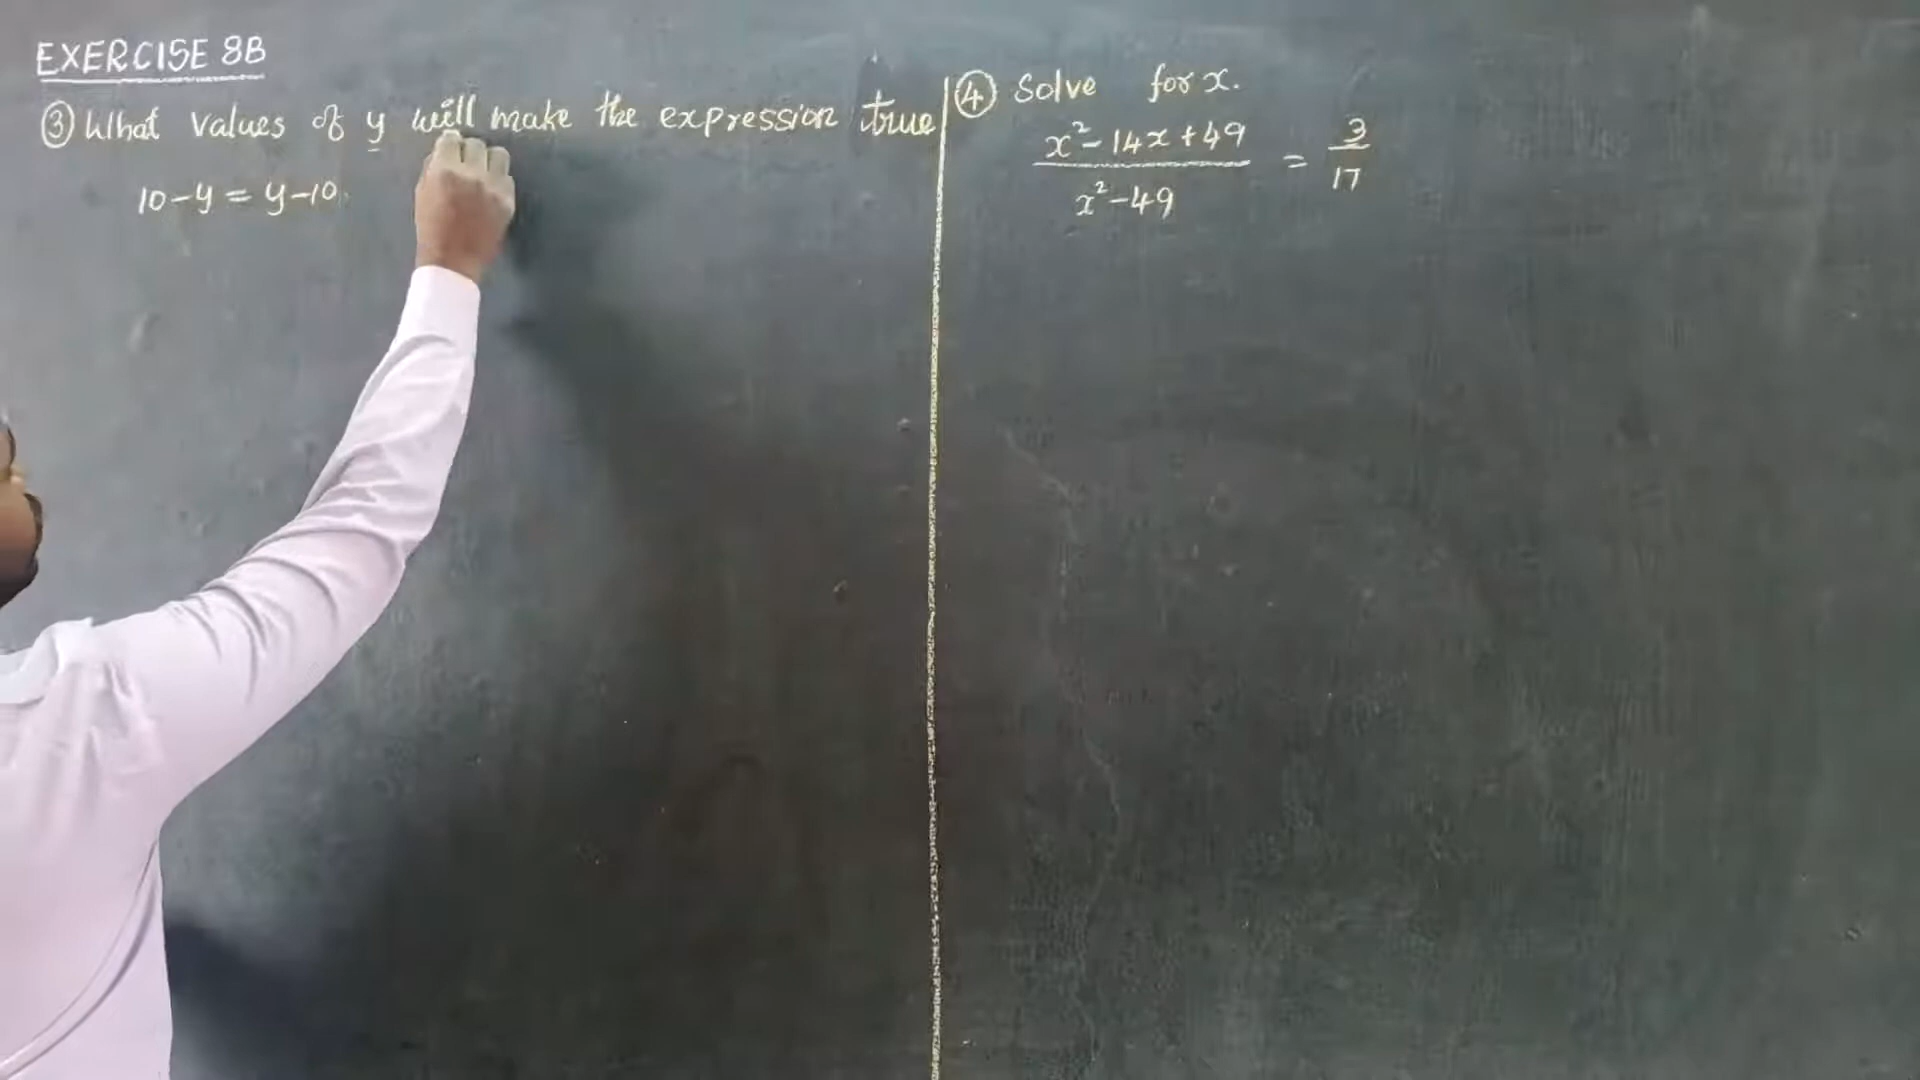 EXERCISE 8B
③ What values of y will make the expression true
10-y = y-10.
④ Solve for x.
x²-14x+49 / x²-49 = 3/17